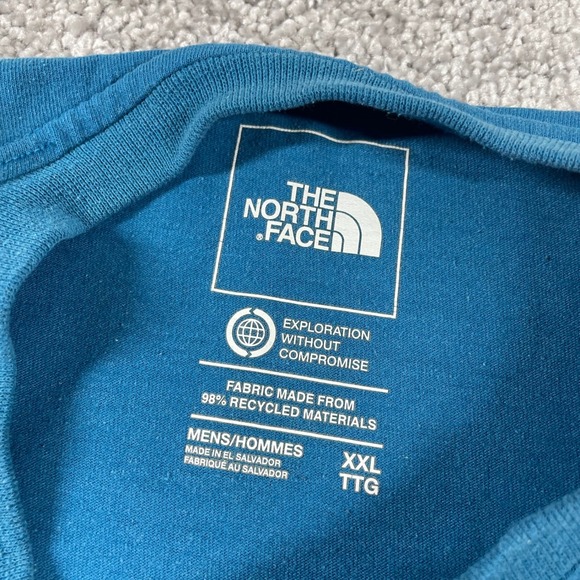 THE
NORTH
FACE®
EXPLORATION
WITHOUT
COMPROMISE
FABRIC MADE FROM
98% RECYCLED MATERIALS
MENS/HOMMES XXL
MADE IN EL SALVADOR
FABRIQUÉ AU SALVADOR TTG